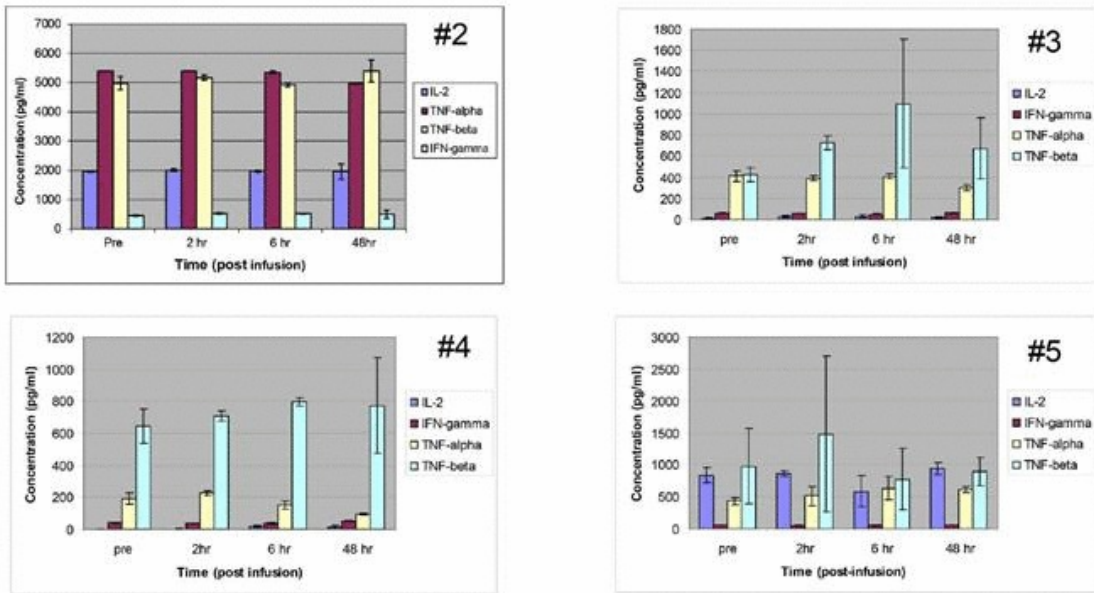 #2
7000
6000
5000
4000
3000
2000
1000
0
Concentration (pg/ml)
Pre 2 hr 6 hr 48hr
Time (post infusion)
IL-2
TNF-alpha
TNF-beta
IFN-gamma
#3
1800
1600
1400
1200
1000
800
600
400
200
0
Concentration (pg/ml)
pre 2hr 6 hr 48 hr
Time (post infusion)
IL-2
IFN-gamma
TNF-alpha
TNF-beta
#4
1200
1000
800
600
400
200
0
Concentration (pg/ml)
pre 2hr 6 hr 48 hr
Time (post infusion)
IL-2
IFN-gamma
TNF-alpha
TNF-beta
#5
3000
2500
2000
1500
1000
500
0
Concentration (pg/ml)
pre 2hr 6 hr 48 hr
Time (post-infusion)
IL-2
IFN-gamma
TNF-alpha
TNF-beta